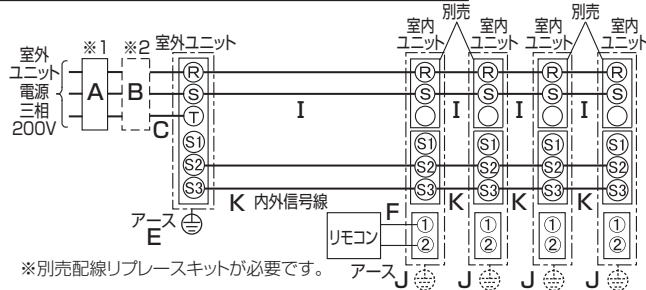 別売 別売
※1 ※2 室外ユニット 室内ユニット 室内ユニット 室内ユニット 室内ユニット
室外ユニット電源三相200V
A B C
R R R R R
S S S S S
T
I I I I
S1 S1 S1 S1 S1
S2 S2 S2 S2 S2
S3 S3 S3 S3 S3
K 内外信号線 K K K
アース
E
リモコン F
① ① ① ①
② ② ② ②
※別売配線リプレースキットが必要です。
アース J J J J